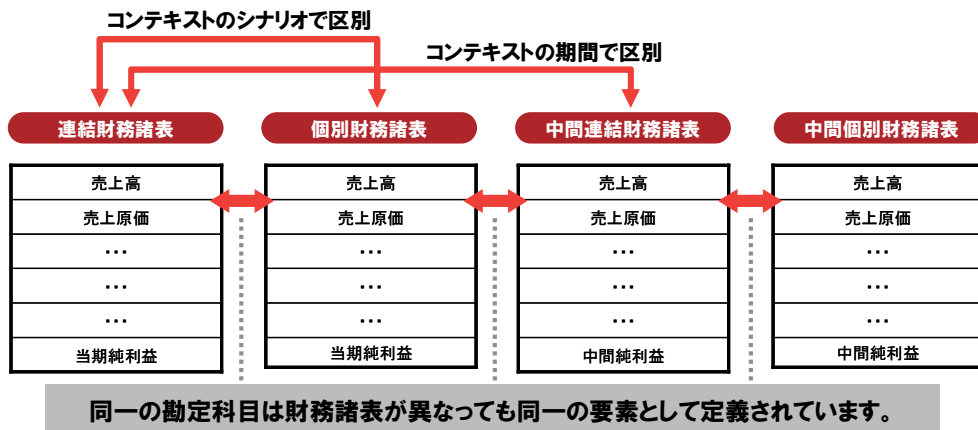 コンテキストのシナリオで区別
コンテキストの期間で区別
連結財務諸表 個別財務諸表 中間連結財務諸表 中間個別財務諸表
売上高 売上高 売上高 売上高
売上原価 売上原価 売上原価 売上原価
… … … …
… … … …
… … … …
当期純利益 当期純利益 中間純利益 中間純利益
同一の勘定科目は財務諸表が異なっても同一の要素として定義されています。